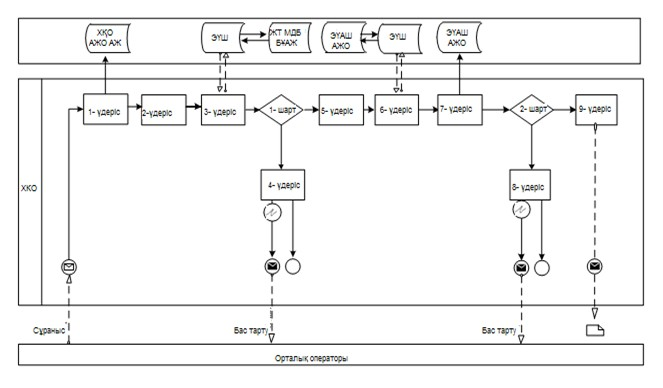 ХҚО
АЖО АЖ
ЭҮШ
ЖТ МДБ
БҰАЖ
ЭҮАШ
АЖО
ЭҮШ
ЭҮАШ
АЖО
ХКО
1- үдеріс
2-үдеріс
3- үдеріс
1- шарт
5- үдеріс
6- үдеріс
7- үдеріс
2- шарт
9- үдеріс
4- үдеріс
8- үдеріс
Сұраныс
Бас тарту
Бас тарту
Орталық операторы